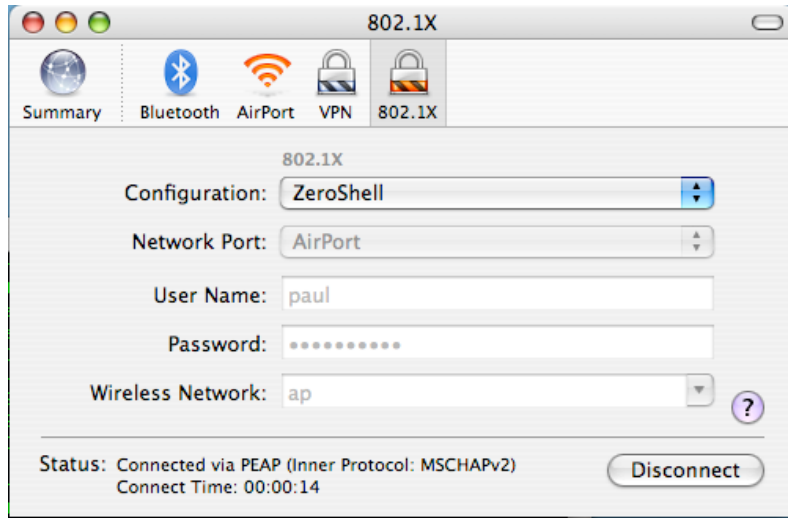 802.1X
Summary Bluetooth AirPort VPN 802.1X
802.1X
Configuration: ZeroShell
Network Port: AirPort
User Name: paul
Password: ••••••••••
Wireless Network: ap
?
Status: Connected via PEAP (Inner Protocol: MSCHAPv2)
Connect Time: 00:00:14
Disconnect